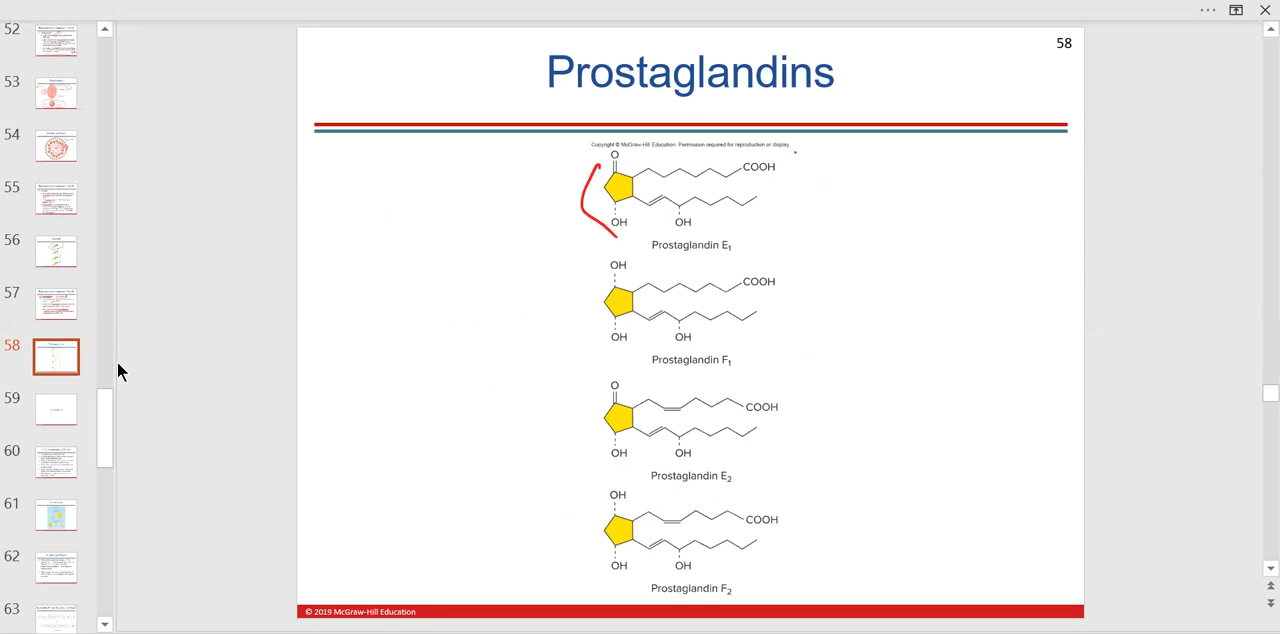 58
Prostaglandins
Copyright © McGraw-Hill Education. Permission required for reproduction or display.
O
COOH
OH
OH
Prostaglandin E1
OH
COOH
OH
OH
Prostaglandin F1
O
COOH
OH
OH
Prostaglandin E2
OH
COOH
OH
OH
Prostaglandin F2
© 2019 McGraw-Hill Education
52
53
54
55
56
57
58
59
60
61
62
63